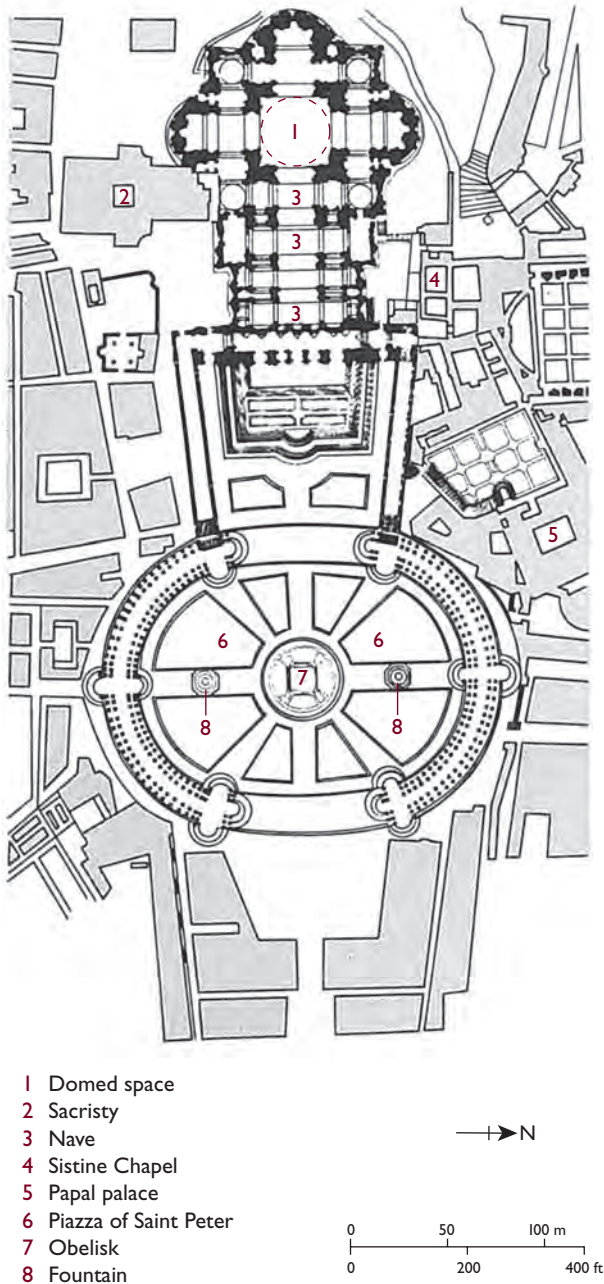 1
2
3
3
4
3
5
6 6
7
8 8
1 Domed space
2 Sacristy
3 Nave
4 Sistine Chapel
5 Papal palace
6 Piazza of Saint Peter
7 Obelisk
8 Fountain
N
0 50 100 m
0 200 400 ft